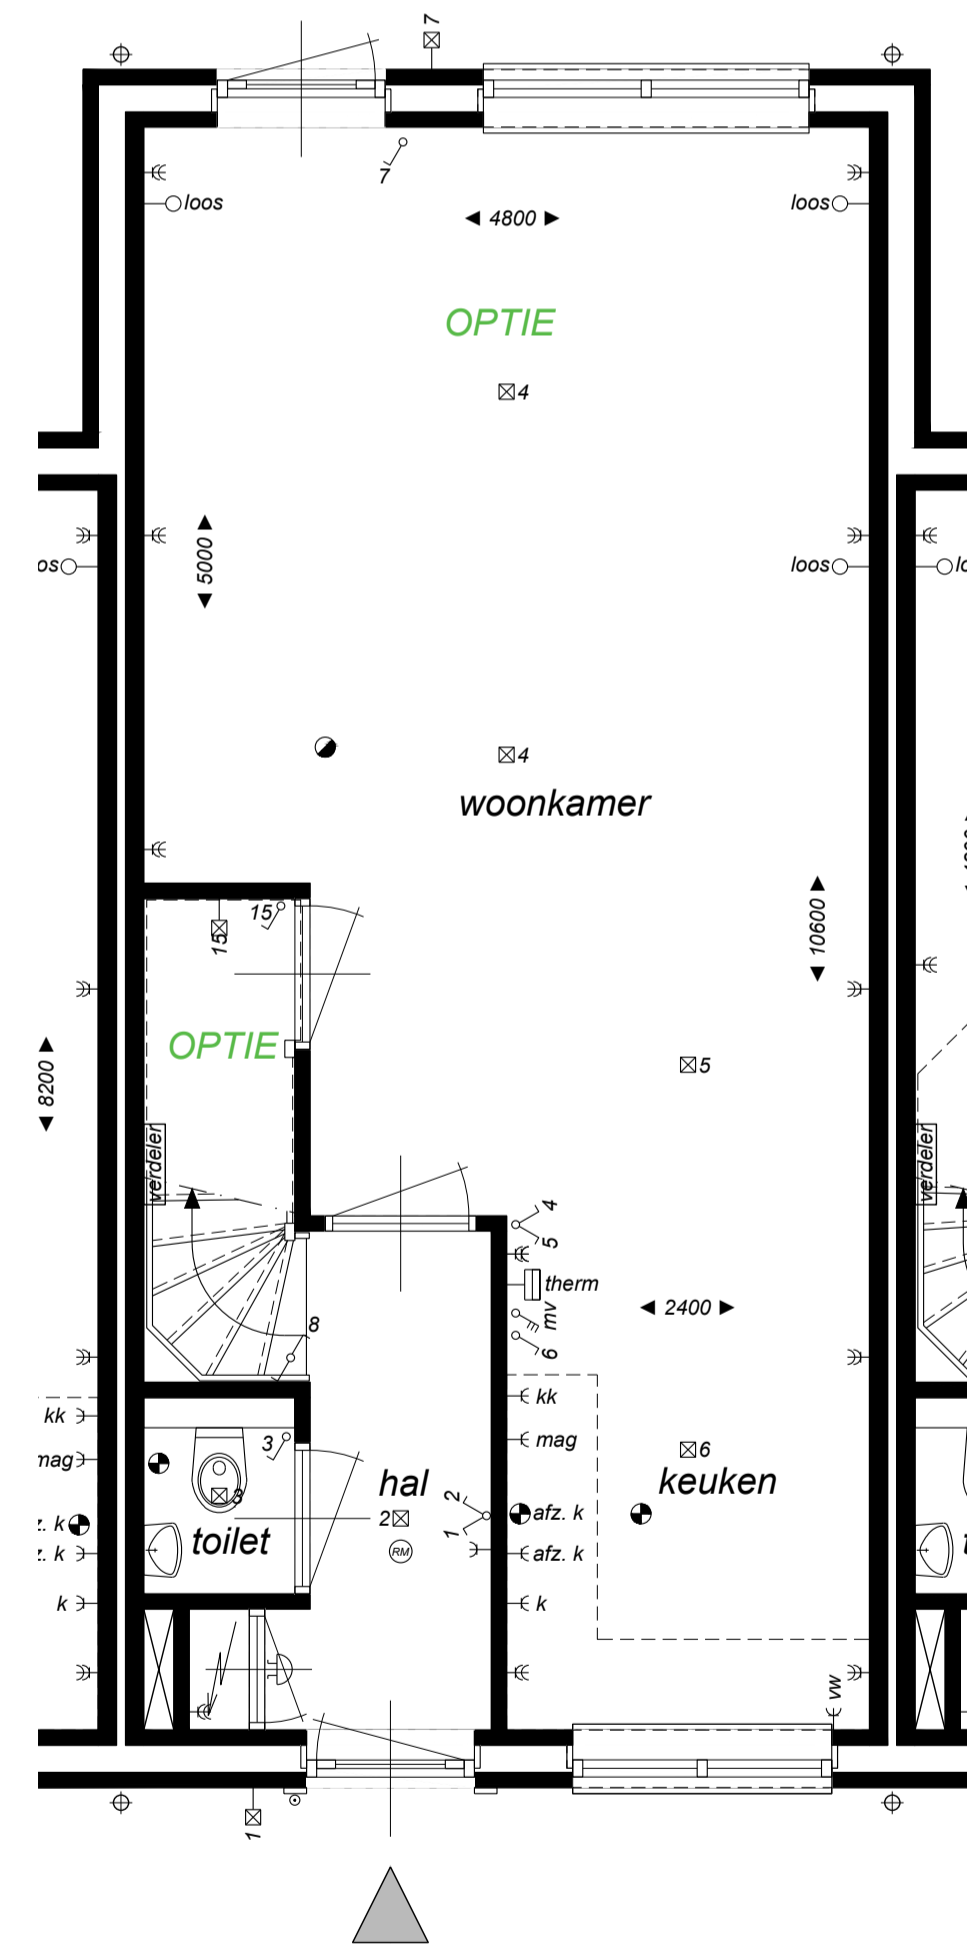 7
7
loos
loos
4800
OPTIE
4
5000
loos
4
woonkamer
15
15
10600
OPTIE
5
8200
verdeler
verdeler
4
5
therm
mv
2400
8
6
kk
kk
3
mag
mag
6
hal
keuken
3
2
2
afz. k
k
toilet
1
RM
afz. k
k
k
k
vw
1